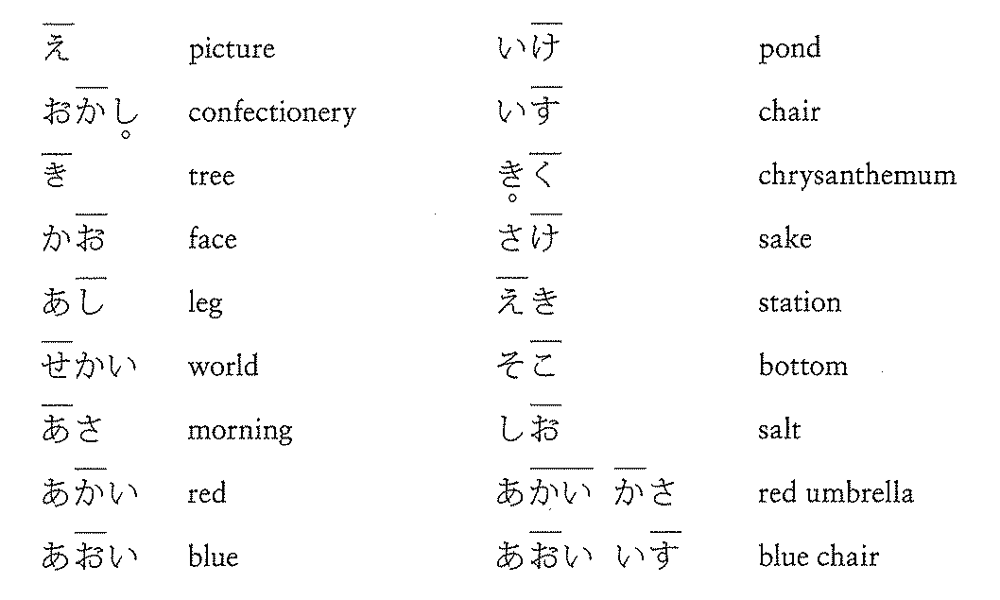 え picture いけ pond
おかし confectionery いす chair
き tree きく chrysanthemum
かお face さけ sake
あし leg えき station
せかい world そこ bottom
あさ morning しお salt
あかい red あかい かさ red umbrella
あおい blue あおい いす blue chair